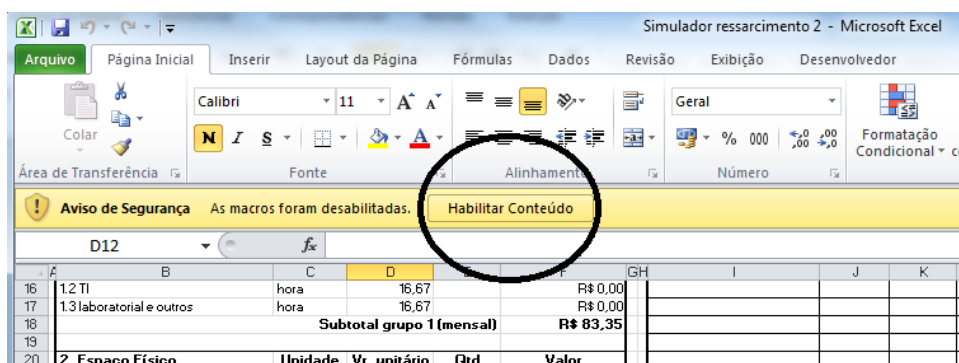 Simulador ressarcimento 2 - Microsoft Excel
Arquivo Página Inicial Inserir Layout da Página Fórmulas Dados Revisão Exibição Desenvolvedor
Calibri 11 A A Geral
Colar N I S A % 000 ,0 ,00 ,00 ,0 Formatação
Condicional
Área de Transferência Fonte Alinhamento Número
Aviso de Segurança As macros foram desabilitadas. Habilitar Conteúdo
D12 fx
B C D F G H I J K
16 1.2 TI hora 16,67 R$ 0,00
17 1.3 laboratorial e outros hora 16,67 R$ 0,00
18 Subtotal grupo 1 (mensal) R$ 83,35
19
20 2. Espaço Físico Unidade Vr. unitário Qtd Valor